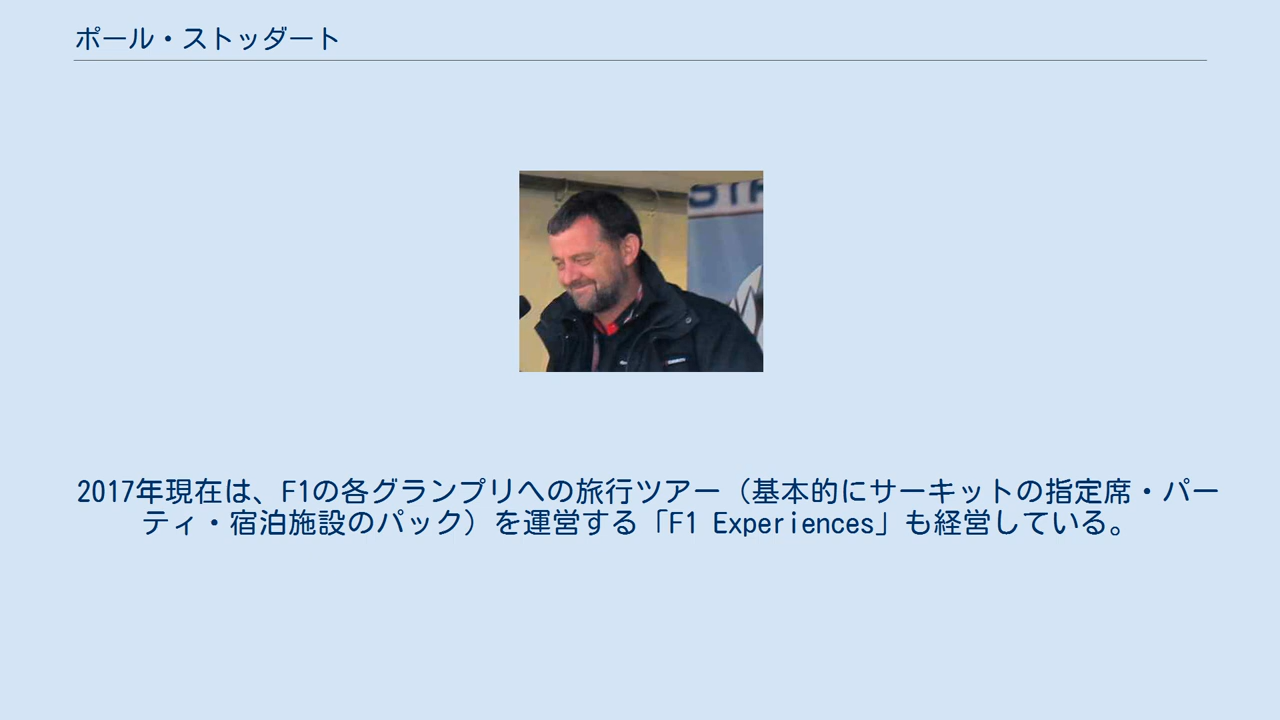 ポール・ストッダート
2017年現在は、F1の各グランプリへの旅行ツアー（基本的にサーキットの指定席・パー
ティ・宿泊施設のパック）を運営する「F1 Experiences」も経営している。